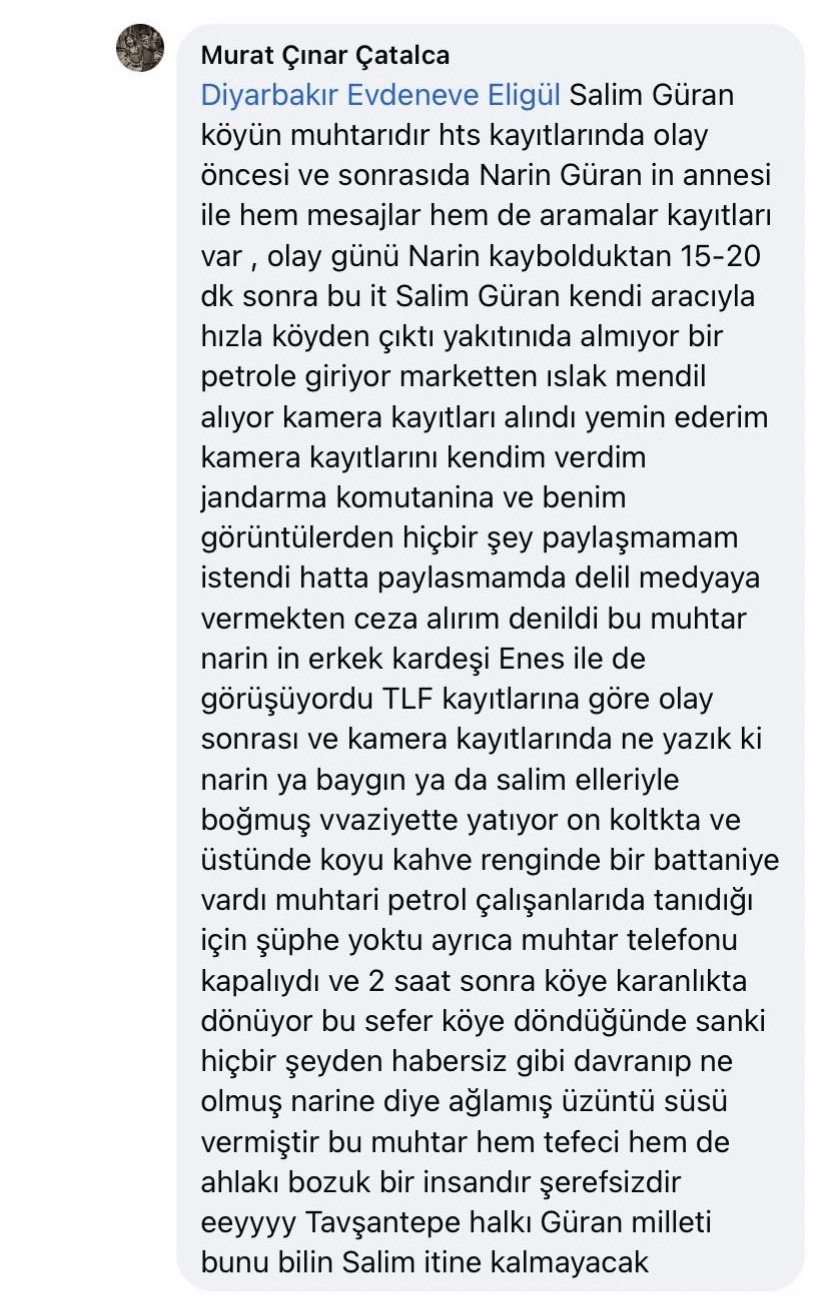 Murat Çınar Çatalca
Diyarbakır Evdeneve Eligül Salim Güran
köyün muhtarıdır hts kayıtlarında olay
öncesi ve sonrasıda Narin Güran in annesi
ile hem mesajlar hem de aramalar kayıtları
var , olay günü Narin kaybolduktan 15-20
dk sonra bu it Salim Güran kendi aracıyla
hızla köyden çıktı yakıtınıda almıyor bir
petrole giriyor marketten ıslak mendil
alıyor kamera kayıtları alındı yemin ederim
kamera kayıtlarını kendim verdim
jandarma komutanina ve benim
görüntülerden hiçbir şey paylaşmamam
istendi hatta paylasmamda delil medyaya
vermekten ceza alırım denildi bu muhtar
narin in erkek kardeşi Enes ile de
görüşüyordu TLF kayıtlarına göre olay
sonrası ve kamera kayıtlarında ne yazık ki
narin ya baygın ya da salim elleriyle
boğmuş vvaziyette yatıyor on koltkta ve
üstünde koyu kahve renginde bir battaniye
vardı muhtari petrol çalışanlarıda tanıdığı
için şüphe yoktu ayrıca muhtar telefonu
kapalıydı ve 2 saat sonra köye karanlıkta
dönüyor bu sefer köye döndüğünde sanki
hiçbir şeyden habersiz gibi davranıp ne
olmuş narine diye ağlamış üzüntü süsü
vermiştir bu muhtar hem tefeci hem de
ahlakı bozuk bir insandır şerefsizdir
eeyyyy Tavşantepe halkı Güran milleti
bunu bilin Salim itine kalmayacak